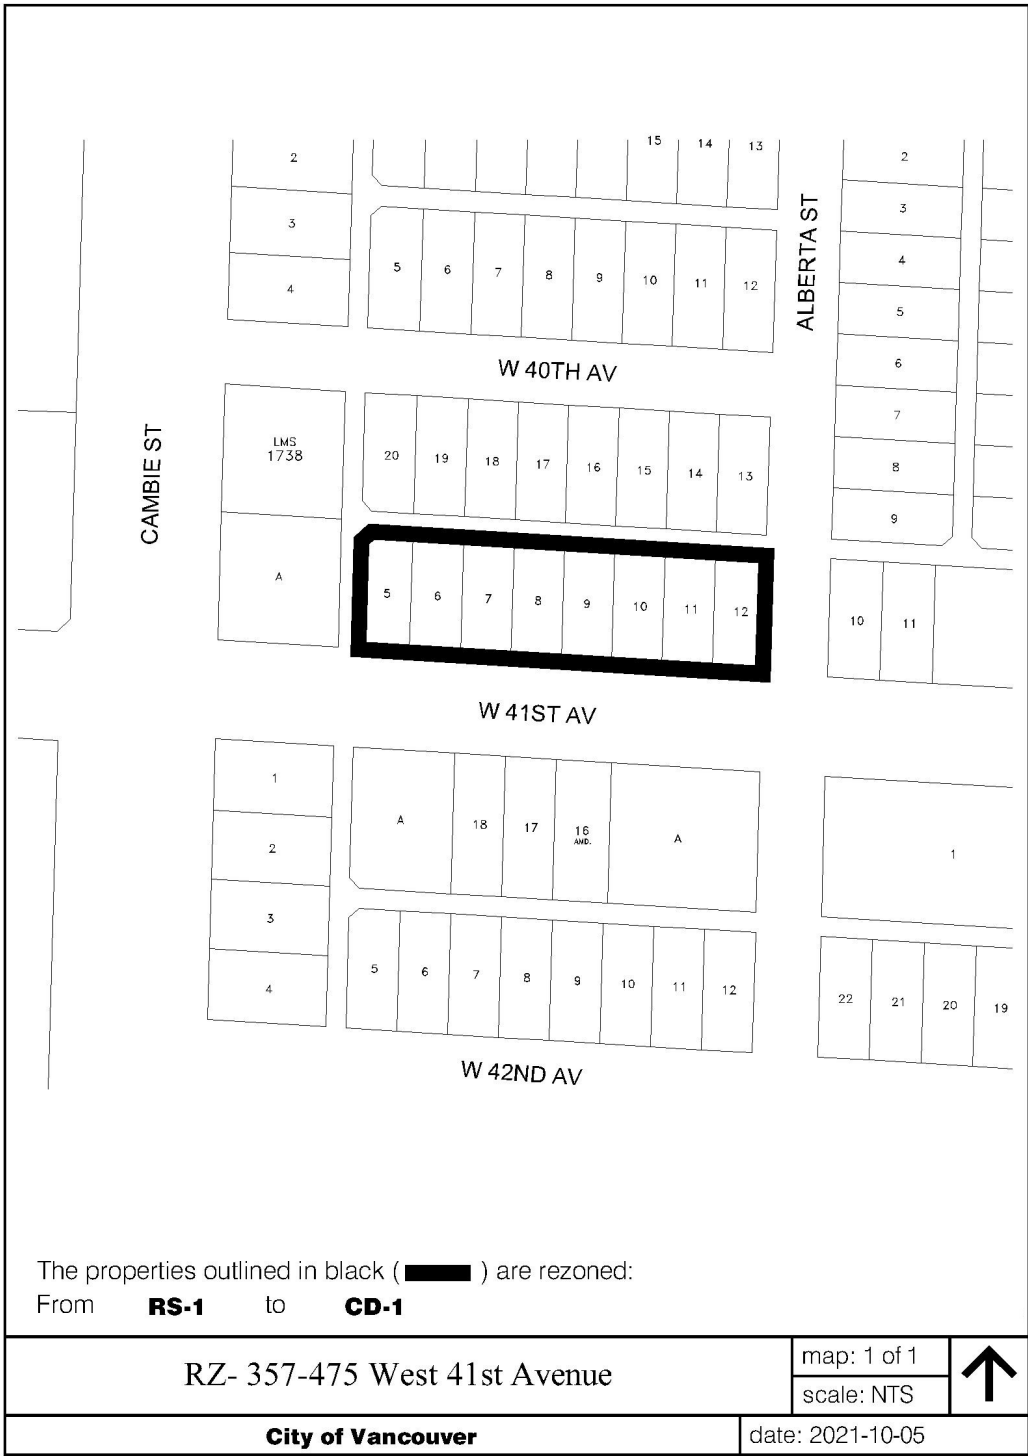 15 14 13
2
2
3
ALBERTA ST
3
4
5 6 7 8 9 10 11 12
4
5
6
W 40TH AV
7
CAMBIE ST
LMS
1738
20 19 18 17 16 15 14 13
8
9
A
5 6 7 8 9 10 11 12
10 11
W 41ST AV
1
A 18 17 16 A
AMD.
2
1
3
4
5 6 7 8 9 10 11 12
22 21 20 19
W 42ND AV
The properties outlined in black ( ) are rezoned:
From RS-1 to CD-1
RZ- 357-475 West 41st Avenue
map: 1 of 1
scale: NTS
City of Vancouver
date: 2021-10-05